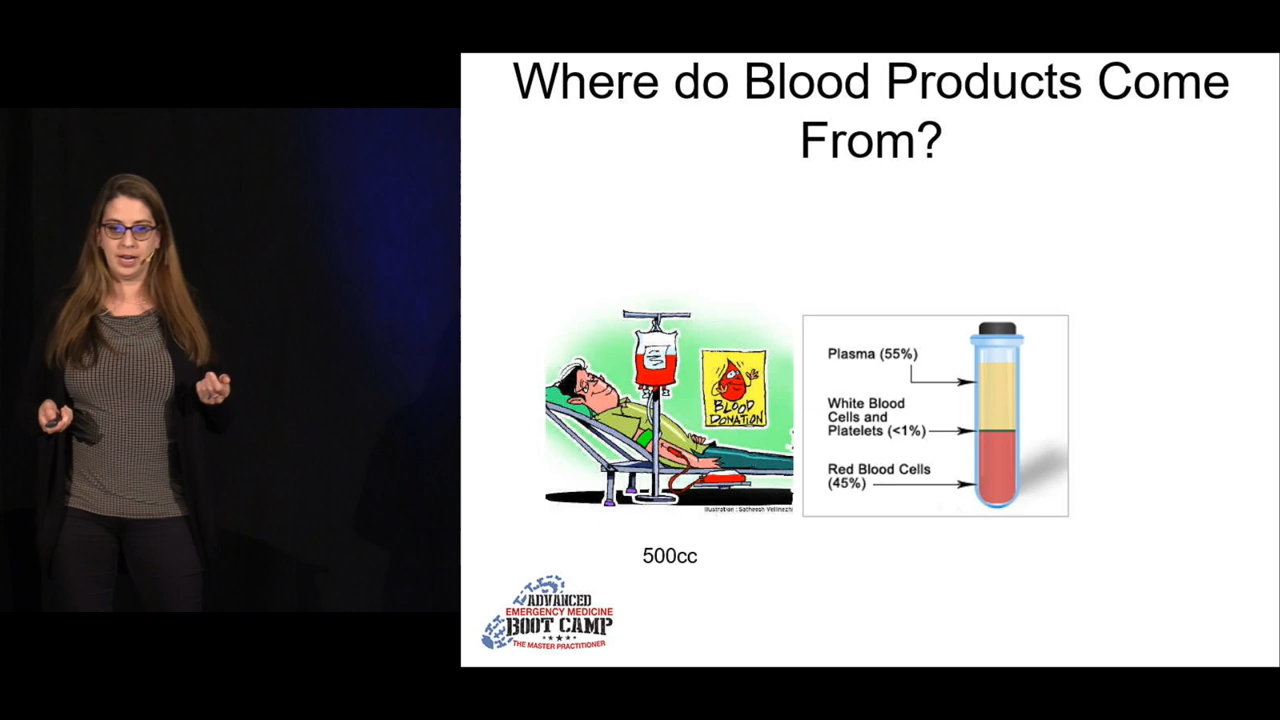 Where do Blood Products Come
From?
BLOOD
DONATION
Illustration : Satheesh Vellinezhi
Plasma (55%)
White Blood
Cells and
Platelets (<1%)
Red Blood Cells
(45%)
500cc
ADVANCED
EMERGENCY MEDICINE
BOOT CAMP
THE MASTER PRACTITIONER